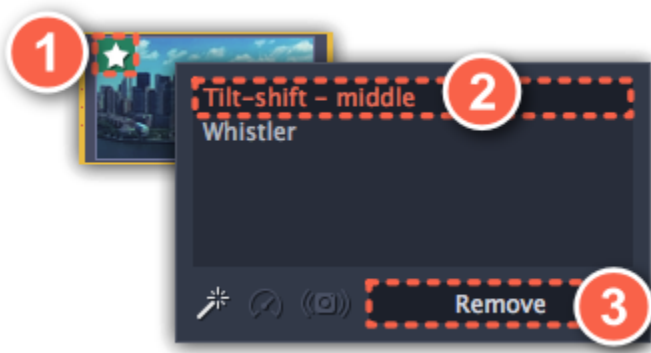 1
Tilt-shift – middle
2
Whistler
Remove
3